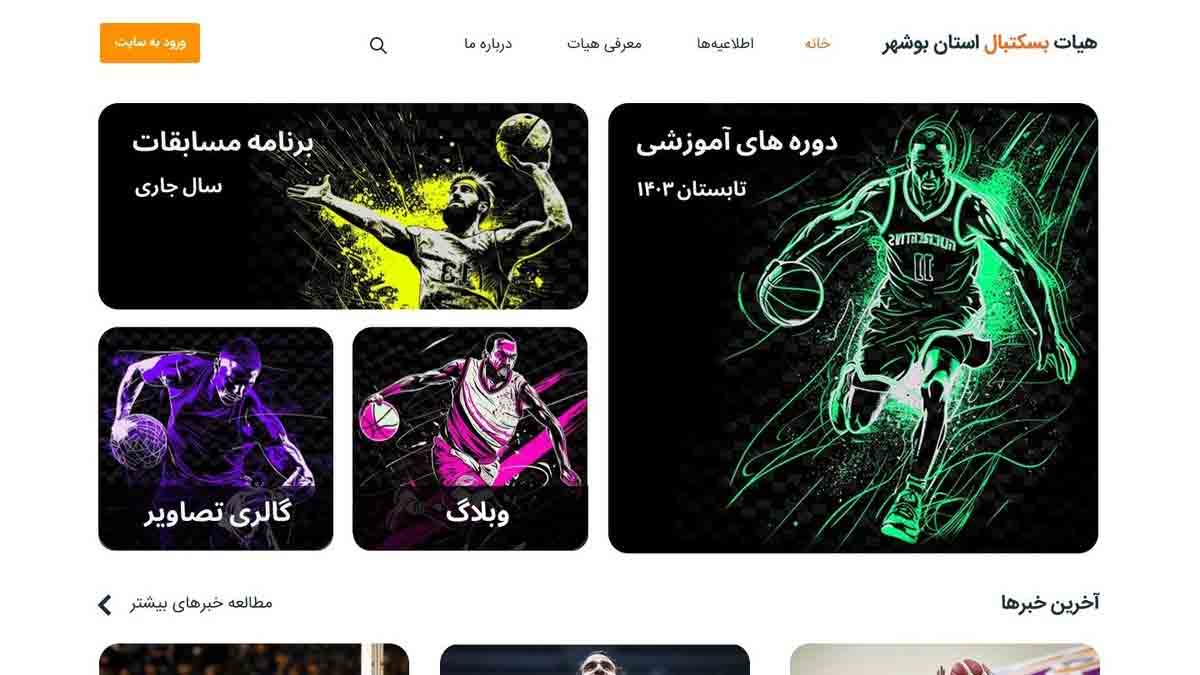 هیات بسکتبال استان بوشهر
خانه
اطلاعیه‌ها
معرفی هیات
درباره ما
ورود به سایت
دوره های آموزشی
تابستان ۱۴۰۳
برنامه مسابقات
سال جاری
وبلاگ
گالری تصاویر
آخرین خبرها
مطالعه خبرهای بیشتر